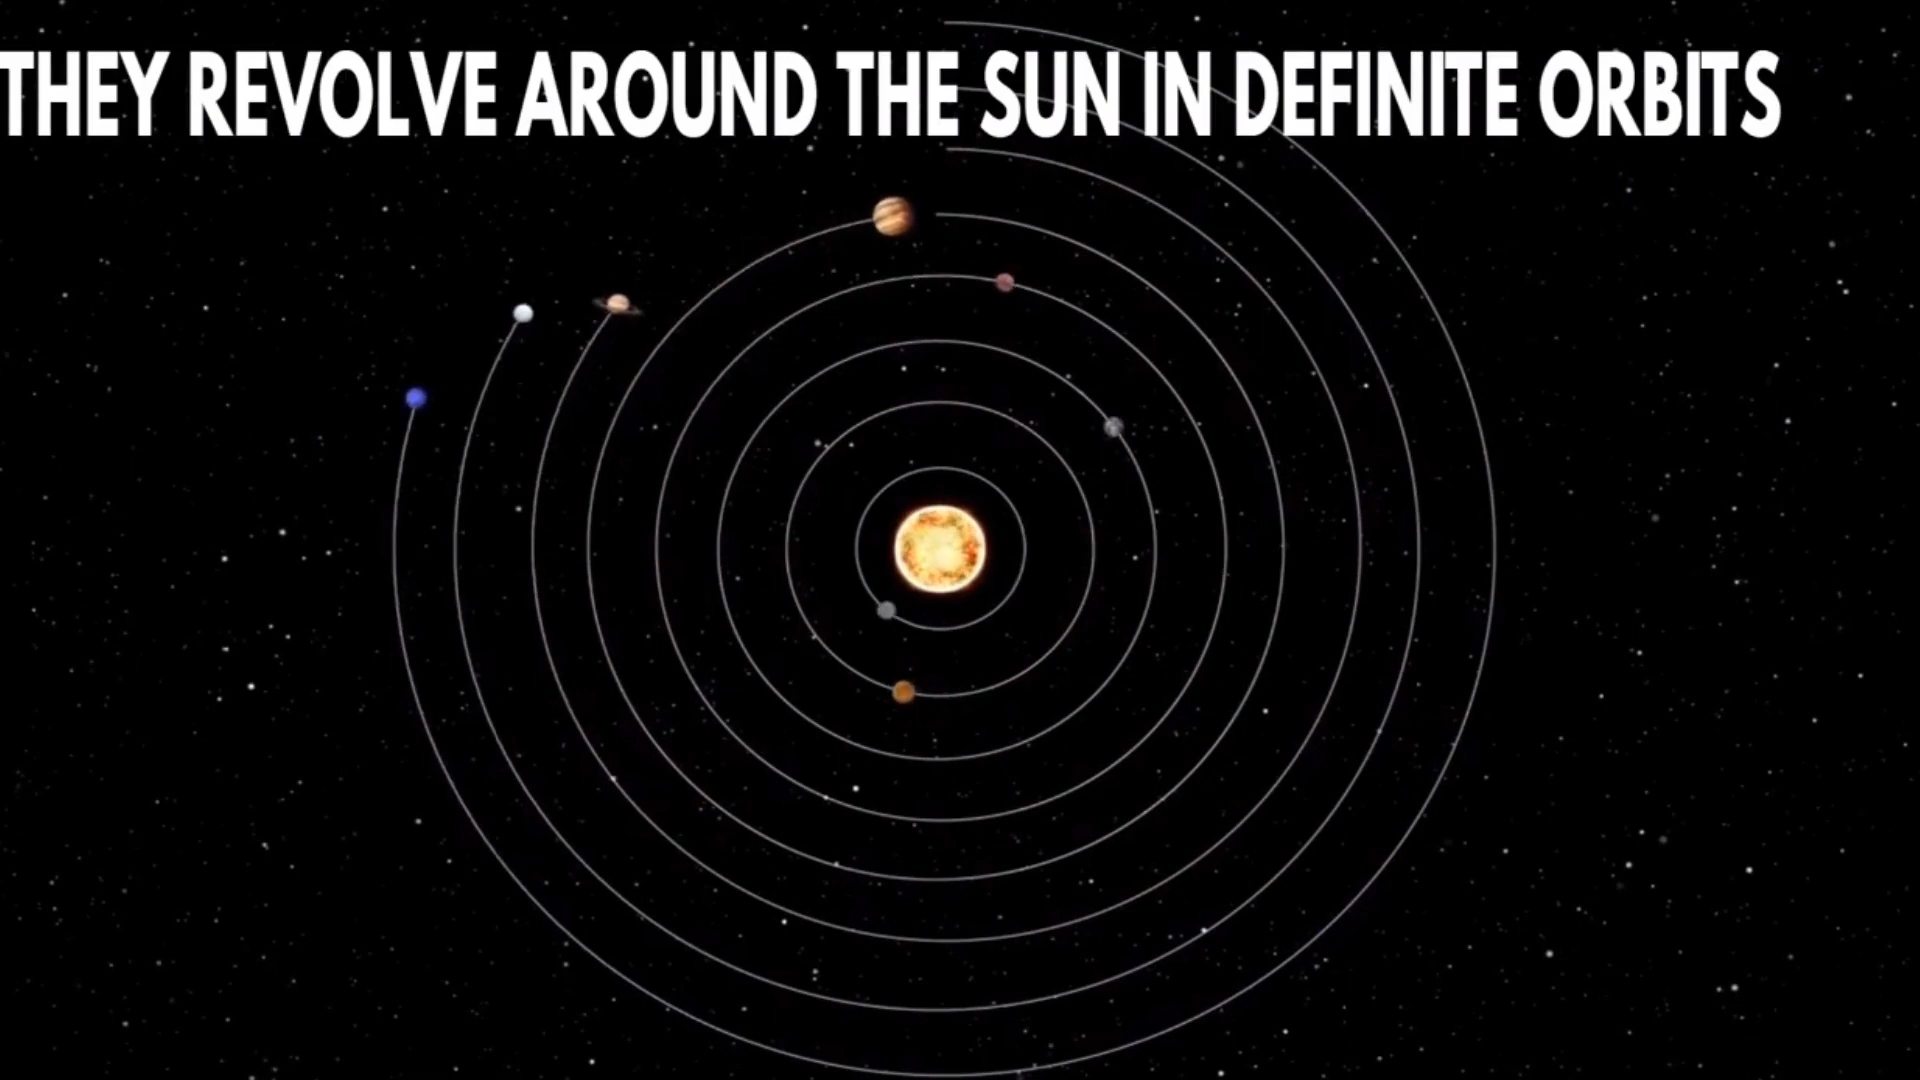 THEY REVOLVE AROUND THE SUN IN DEFINITE ORBITS